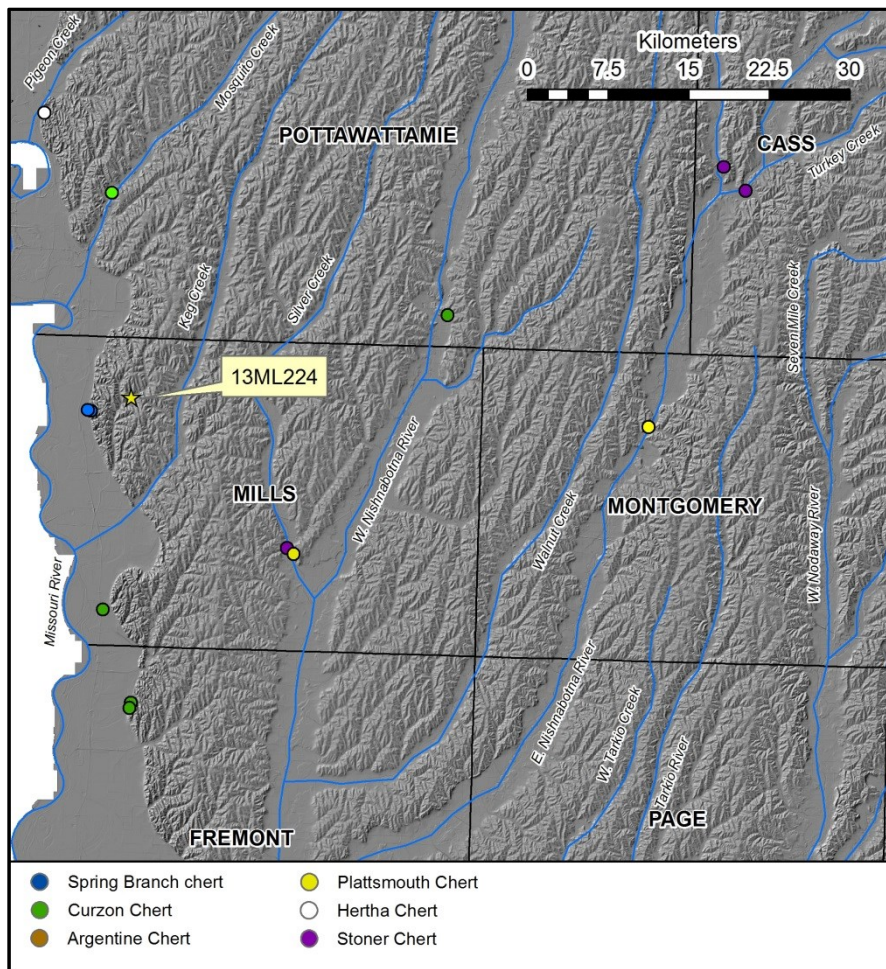 Kilometers
0 7.5 15 22.5 30
Pigeon Creek
Mosquito Creek
POTTAWATTAMIE
CASS
Turkey Creek
Keg Creek
Silver Creek
Seven Mile Creek
13ML224
MILLS
W. Nishnabotna River
Walnut Creek
MONTGOMERY
W. Nodaway River
Missouri River
E. Nishnabotna River
W. Tarkio Creek
Tarkio River
FREMONT
PAGE
Spring Branch chert
Plattsmouth Chert
Curzon Chert
Hertha Chert
Argentine Chert
Stoner Chert